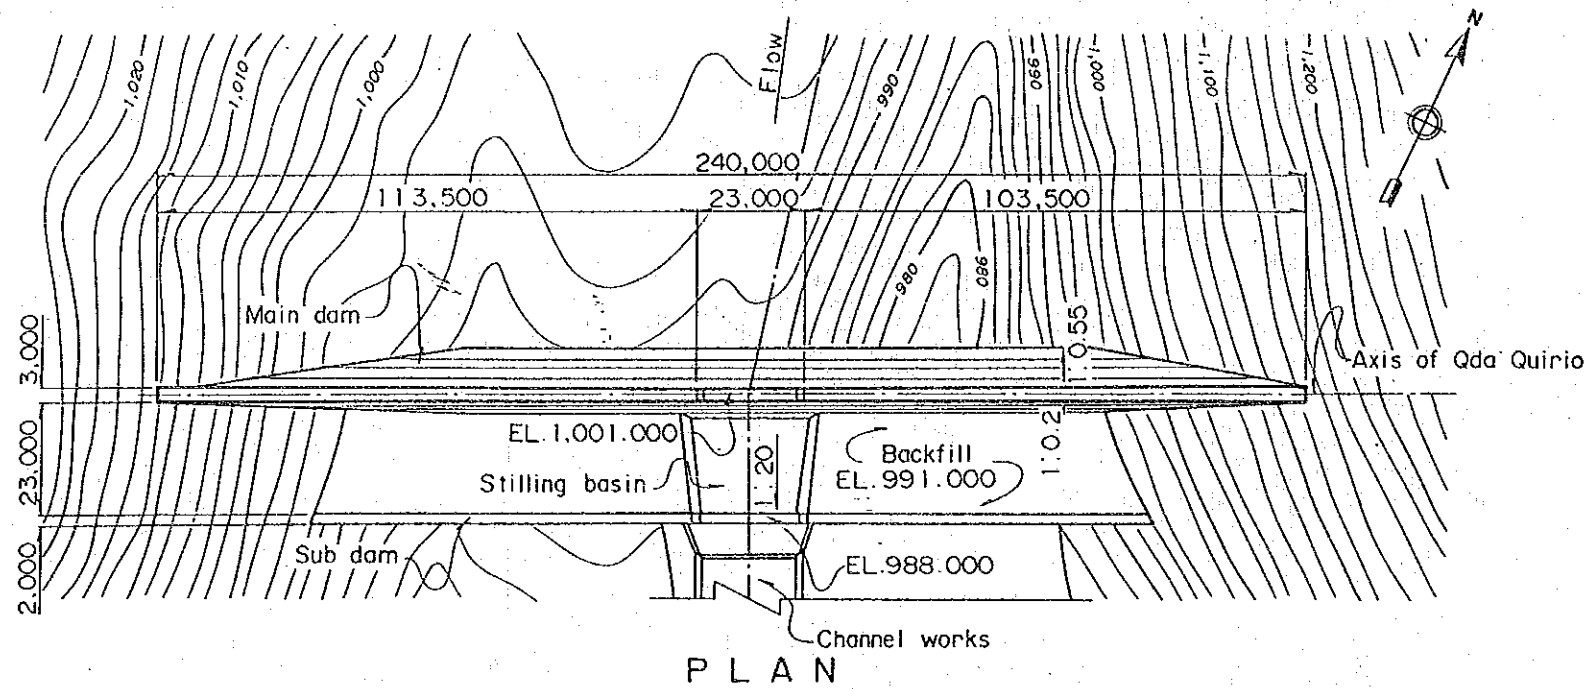 N
Flow
1,020
1,010
1,000
990
990
1,000
1,100
1,200
240,000
113,500
23.000
103,500
980
980
Main dam
3,000
1:0.55
Axis of Qda Quirio
EL.1,001.000
1:20
Backfill
EL.991.000
1:0.2
Stilling basin
23.000
Sub dam
EL.988.000
2.000
Channel works
PLAN